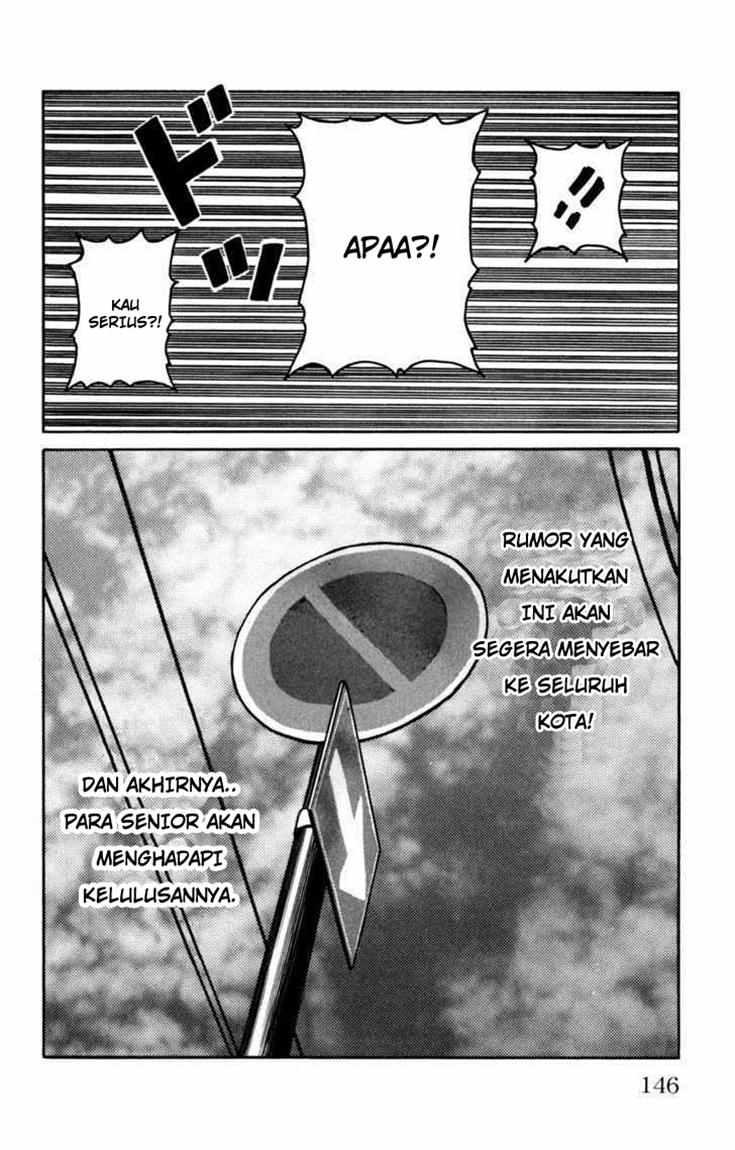 !!
APAA?!
ドドッ
KAU
SERIUS?!
RUMOR YANG
MENAKUTKAN
INI AKAN
SEGERA MENYEBAR
KE SELURUH
KOTA!
DAN AKHIRNYA..
PARA SENIOR AKAN
MENGHADAPI
KELULUSANNYA.
146